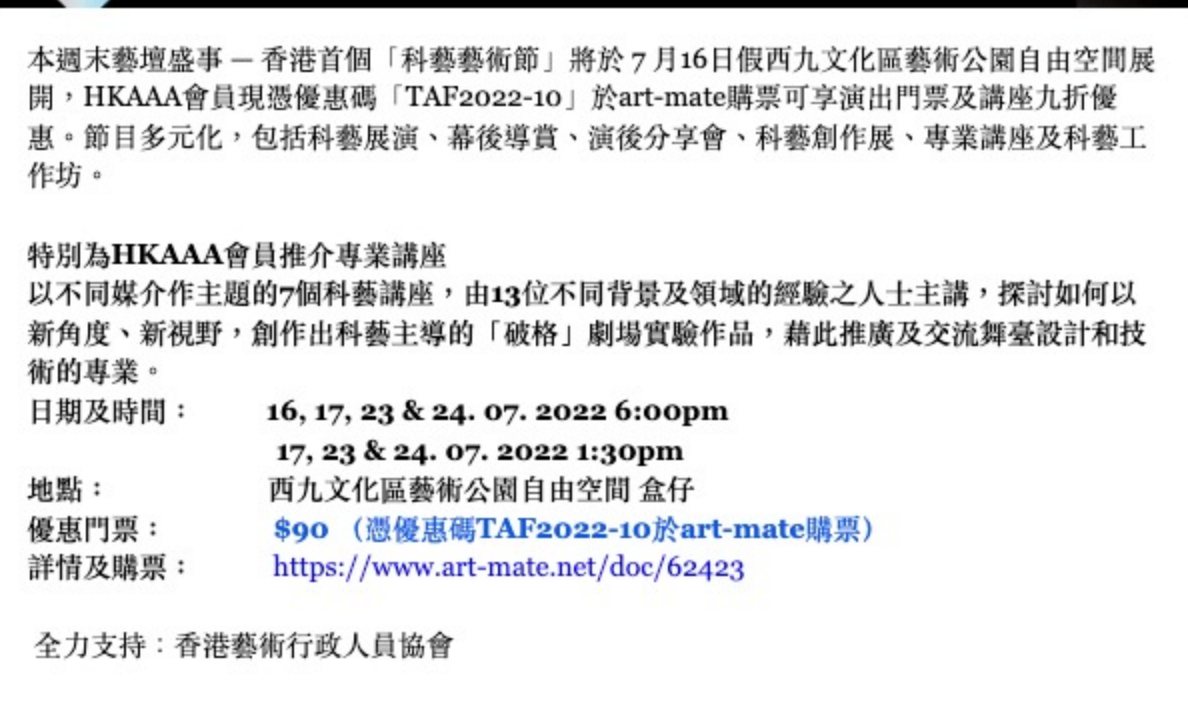 本週末藝壇盛事 — 香港首個「科藝藝術節」將於 7 月16日假西九文化區藝術公園自由空間展
開，HKAAA會員現憑優惠碼「TAF2022-10」於art-mate購票可享演出門票及講座九折優
惠。節目多元化，包括科藝展演、幕後導賞、演後分享會、科藝創作展、專業講座及科藝工
作坊。
特別為HKAAA會員推介專業講座
以不同媒介作主題的7個科藝講座，由13位不同背景及領域的經驗之人士主講，探討如何以
新角度、新視野，創作出科藝主導的「破格」劇場實驗作品，藉此推廣及交流舞臺設計和技
術的專業。
日期及時間： 16, 17, 23 & 24. 07. 2022 6:00pm
17, 23 & 24. 07. 2022 1:30pm
地點： 西九文化區藝術公園自由空間 盒仔
優惠門票： $90 （憑優惠碼TAF2022-10於art-mate購票）
詳情及購票： https://www.art-mate.net/doc/62423
全力支持：香港藝術行政人員協會